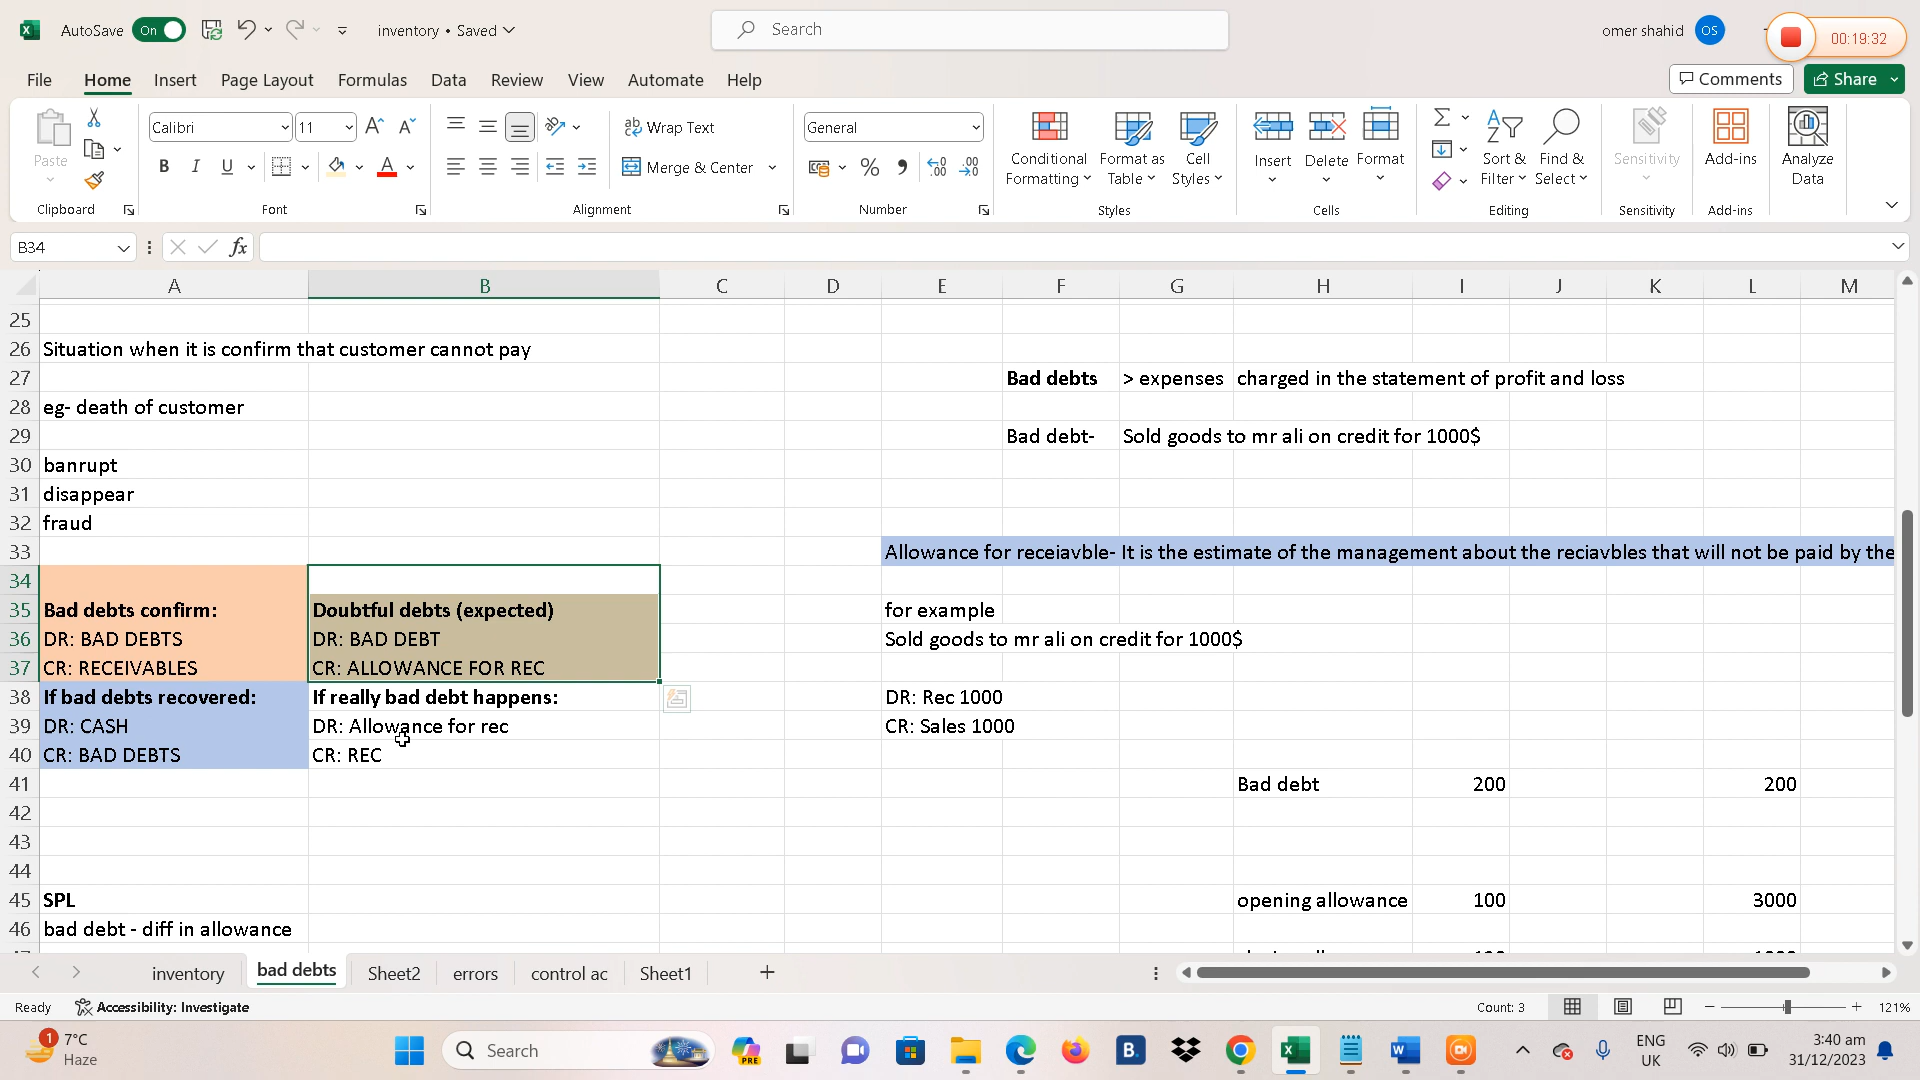 AutoSave On inventory • Saved Search omer shahid OS 00:19:32
File Home Insert Page Layout Formulas Data Review View Automate Help Comments Share
Paste Calibri 11 Wrap Text General Conditional Formatting Format as Table Cell Styles Insert Delete Format Sort & Filter Find & Select Sensitivity Add-ins Analyze Data
Merge & Center
Clipboard Font Alignment Number Styles Cells Editing Sensitivity Add-ins
B34 fx
A B C D E F G H I J K L M
25
26 Situation when it is confirm that customer cannot pay
27 Bad debts > expenses charged in the statement of profit and loss
28 eg- death of customer
29 Bad debt- Sold goods to mr ali on credit for 1000$
30 banrupt
31 disappear
32 fraud
33 Allowance for receiavble- It is the estimate of the management about the reciavbles that will not be paid by the
34
35 Bad debts confirm: Doubtful debts (expected) for example
36 DR: BAD DEBTS DR: BAD DEBT Sold goods to mr ali on credit for 1000$
37 CR: RECEIVABLES CR: ALLOWANCE FOR REC
38 If bad debts recovered: If really bad debt happens: DR: Rec 1000
39 DR: CASH DR: Allowance for rec CR: Sales 1000
40 CR: BAD DEBTS CR: REC
41 Bad debt 200 200
42
43
44
45 SPL opening allowance 100 3000
46 bad debt - diff in allowance
inventory bad debts Sheet2 errors control ac Sheet1
Ready Accessibility: Investigate Count: 3 121%
1 7°C Haze Search PRE B. ENG UK 3:40 am 31/12/2023